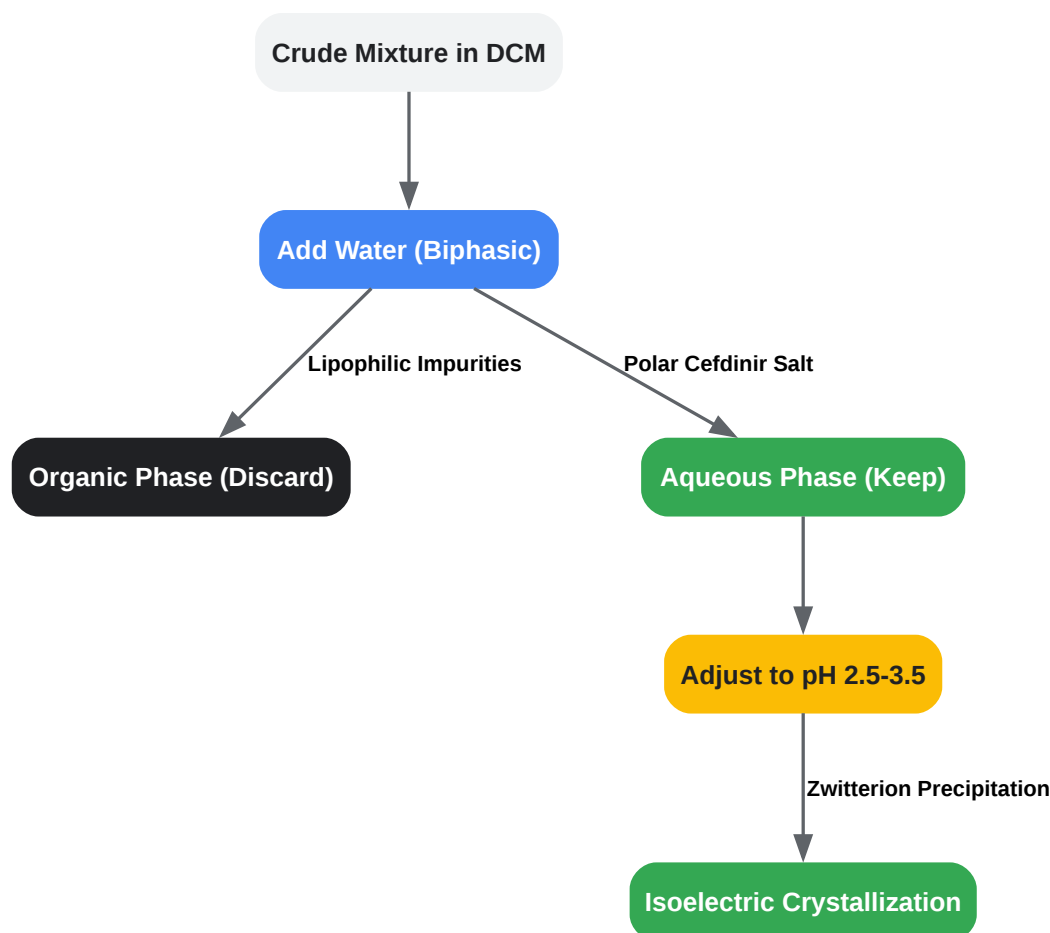 Crude Mixture in DCM
Add Water (Biphasic)
Lipophilic Impurities
Polar Cefdinir Salt
Organic Phase (Discard)
Aqueous Phase (Keep)
Adjust to pH 2.5-3.5
Zwitterion Precipitation
Isoelectric Crystallization